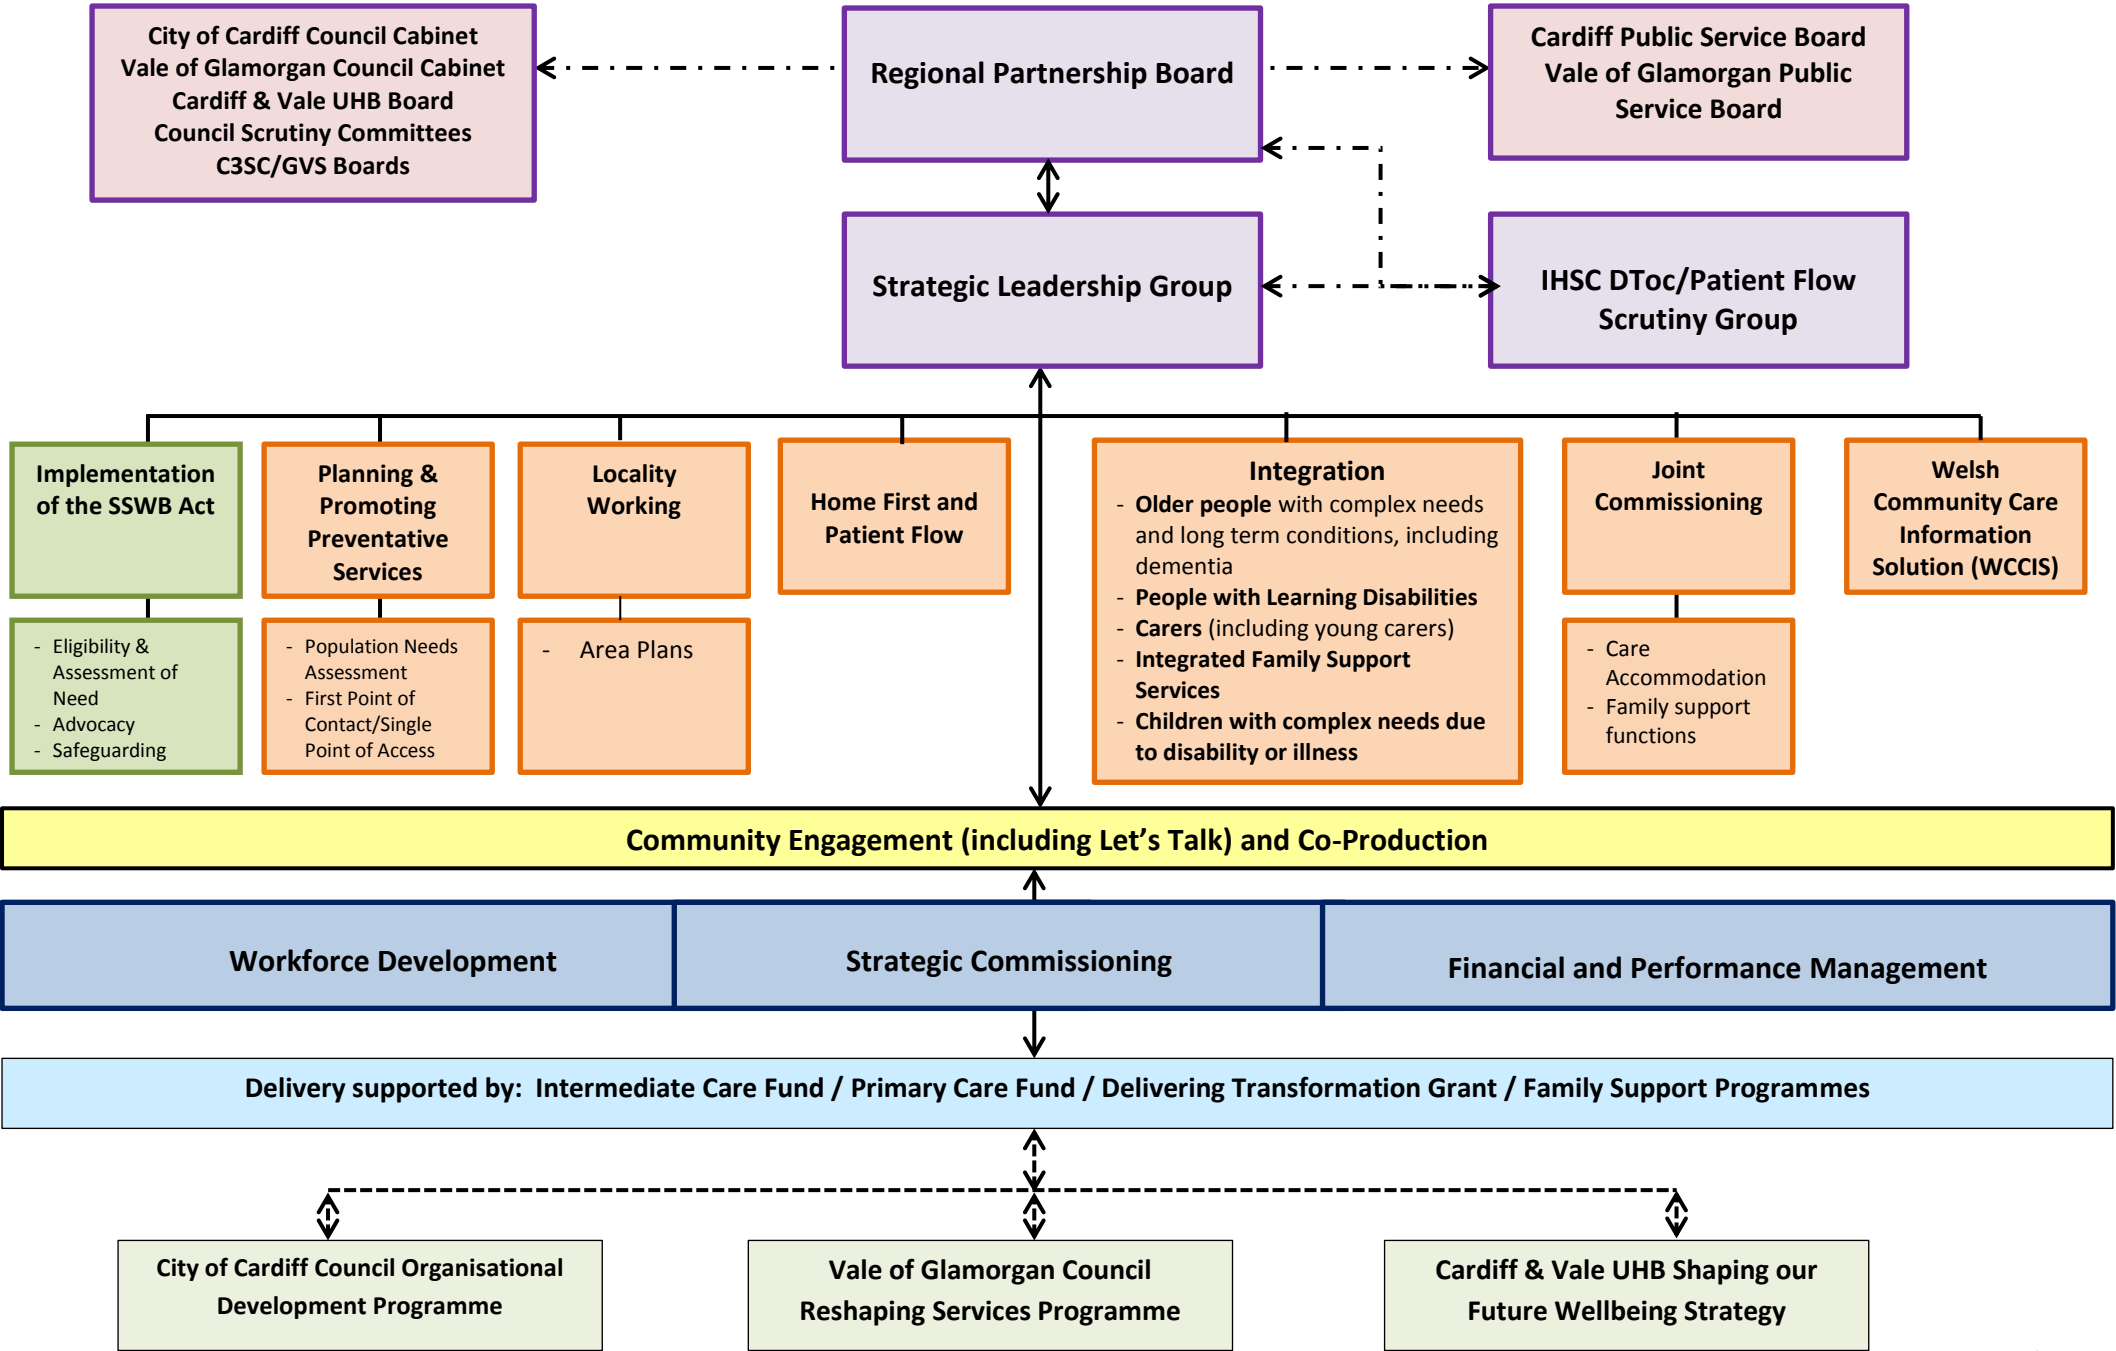 City of Cardiff Council Cabinet
Vale of Glamorgan Council Cabinet
Cardiff & Vale UHB Board
Council Scrutiny Committees
C3SC/GVS Boards
Regional Partnership Board
Cardiff Public Service Board
Vale of Glamorgan Public
Service Board
Strategic Leadership Group
IHSC DToc/Patient Flow
Scrutiny Group
Implementation
of the SSWB Act
Planning &
Promoting
Preventative
Services
Locality
Working
Home First and
Patient Flow
Integration
- Older people with complex needs
and long term conditions, including
dementia
- People with Learning Disabilities
- Carers (including young carers)
- Integrated Family Support
Services
- Children with complex needs due
to disability or illness
Joint
Commissioning
Welsh
Community Care
Information
Solution (WCCIS)
- Eligibility &
Assessment of
Need
- Advocacy
- Safeguarding
- Population Needs
Assessment
- First Point of
Contact/Single
Point of Access
- Area Plans
- Care
Accommodation
- Family support
functions
Community Engagement (including Let’s Talk) and Co-Production
Workforce Development
Strategic Commissioning
Financial and Performance Management
Delivery supported by: Intermediate Care Fund / Primary Care Fund / Delivering Transformation Grant / Family Support Programmes
City of Cardiff Council Organisational
Development Programme
Vale of Glamorgan Council
Reshaping Services Programme
Cardiff & Vale UHB Shaping our
Future Wellbeing Strategy